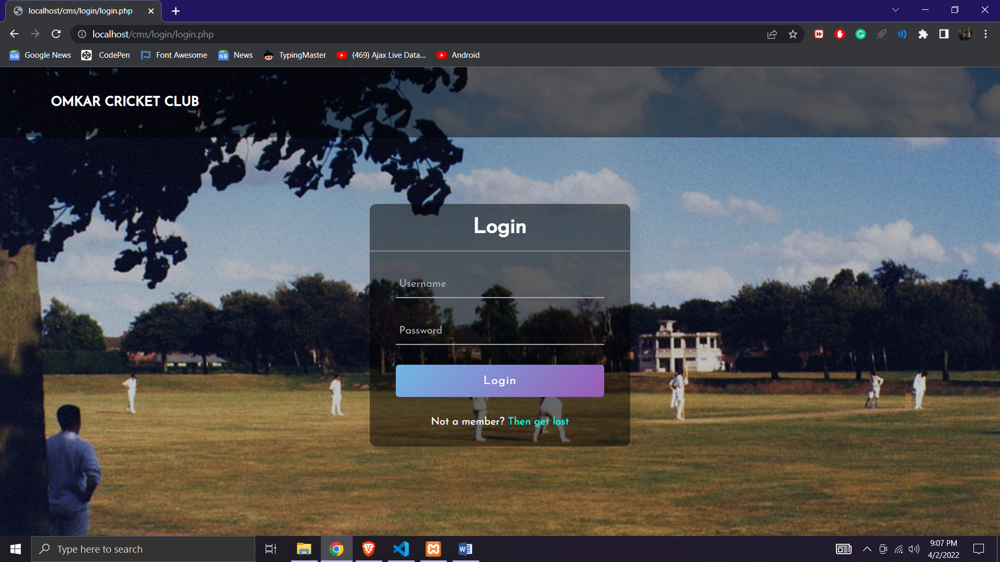 localhost/cms/login/login.php
localhost/cms/login/login.php
Google News
CodePen
Font Awesome
News
TypingMaster
(469) Ajax Live Data...
Android
OMKAR CRICKET CLUB
Login
Username
Password
Login
Not a member? Then get lost
Type here to search
9:07 PM
4/2/2022